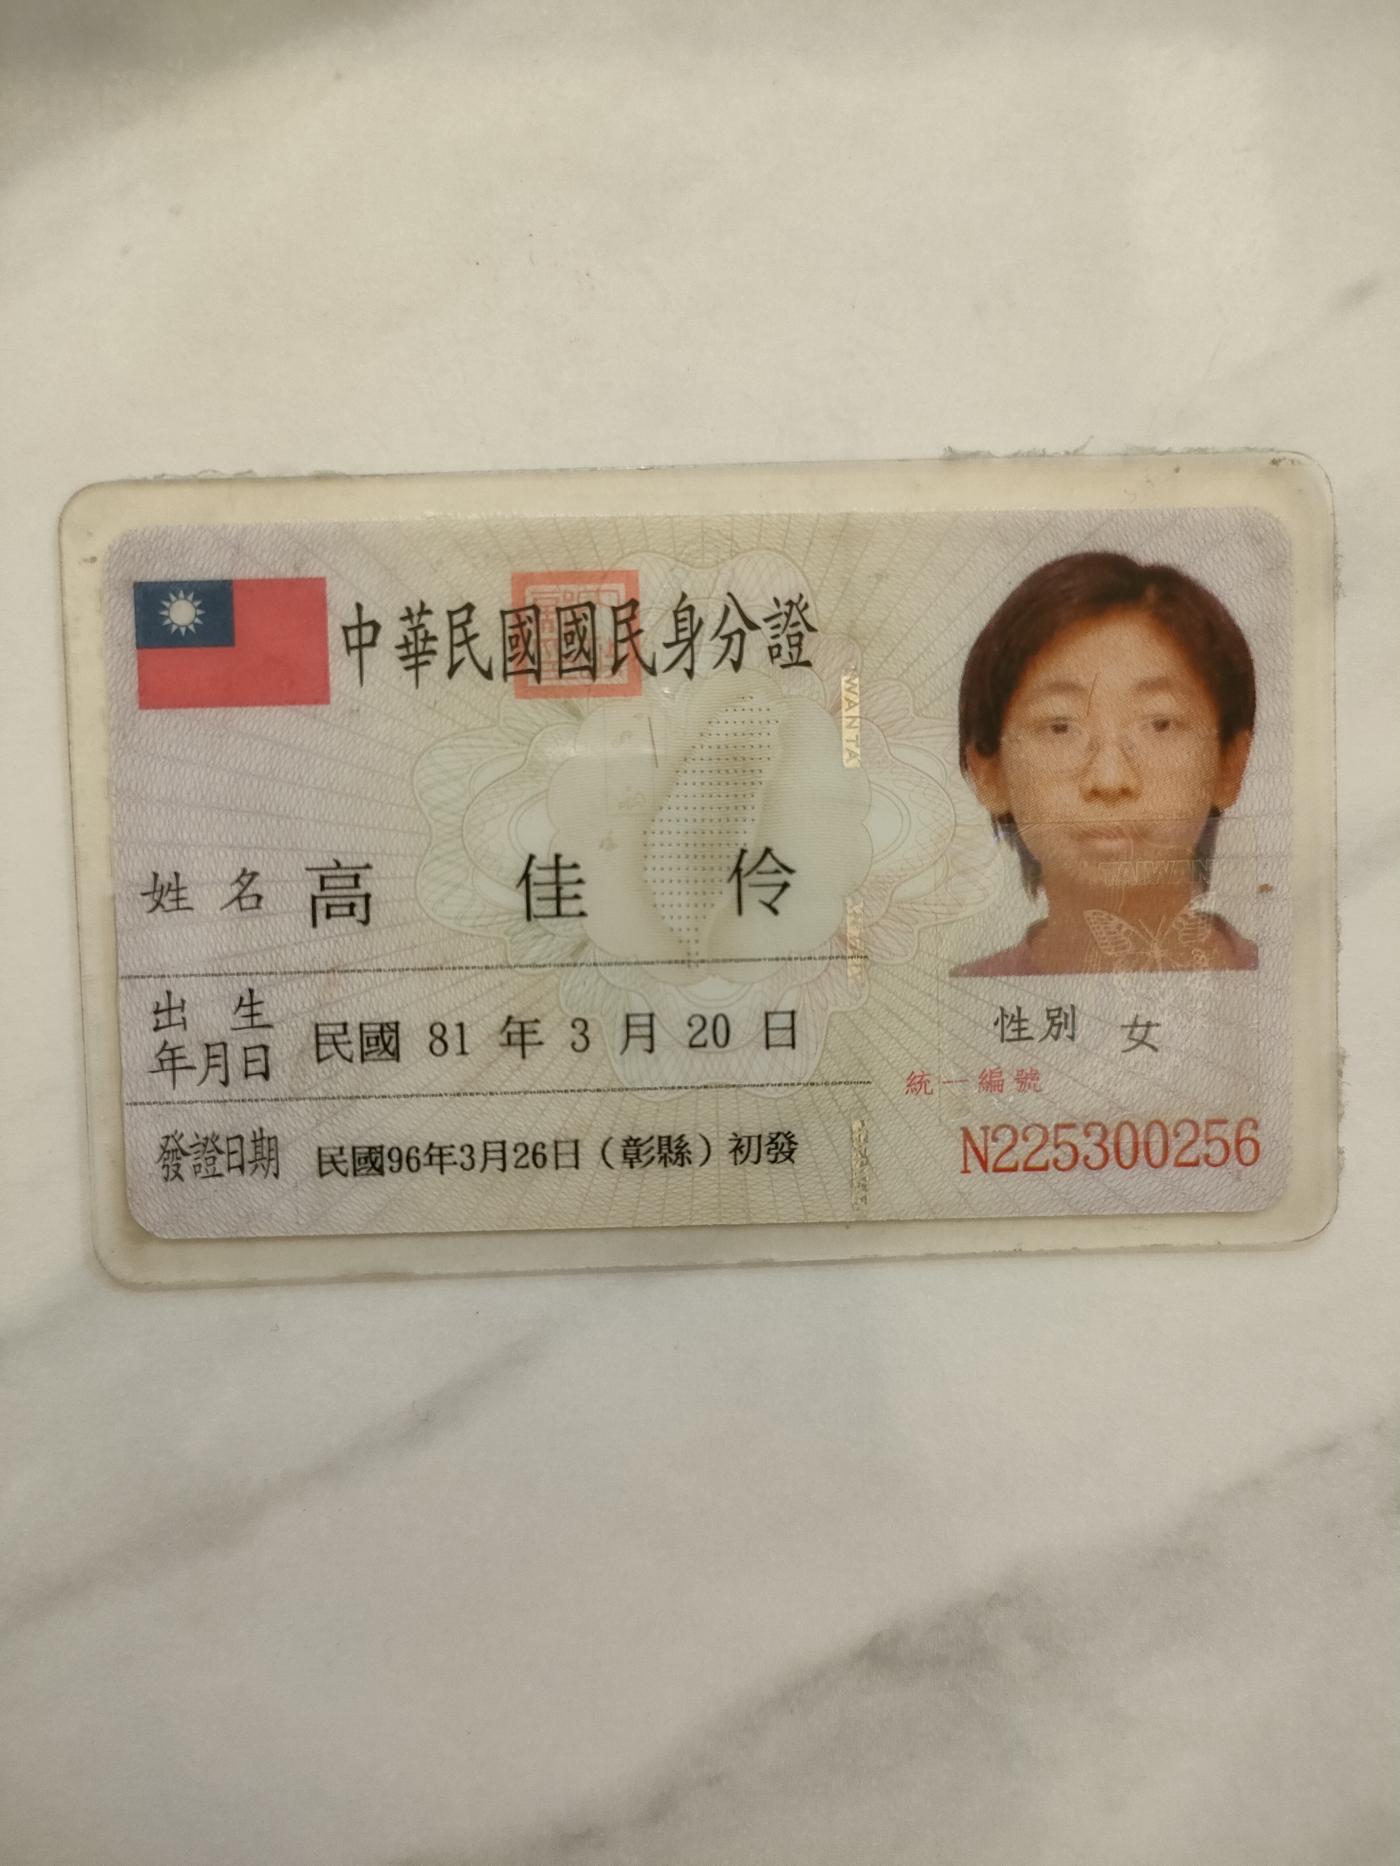 中華民國國民身分證
姓名 高佳伶
出生年月日 民國 81 年 3 月 20 日
發證日期 民國96年3月26日（彰縣）初發
性別 女
統一編號
N225300256
TAIWAN